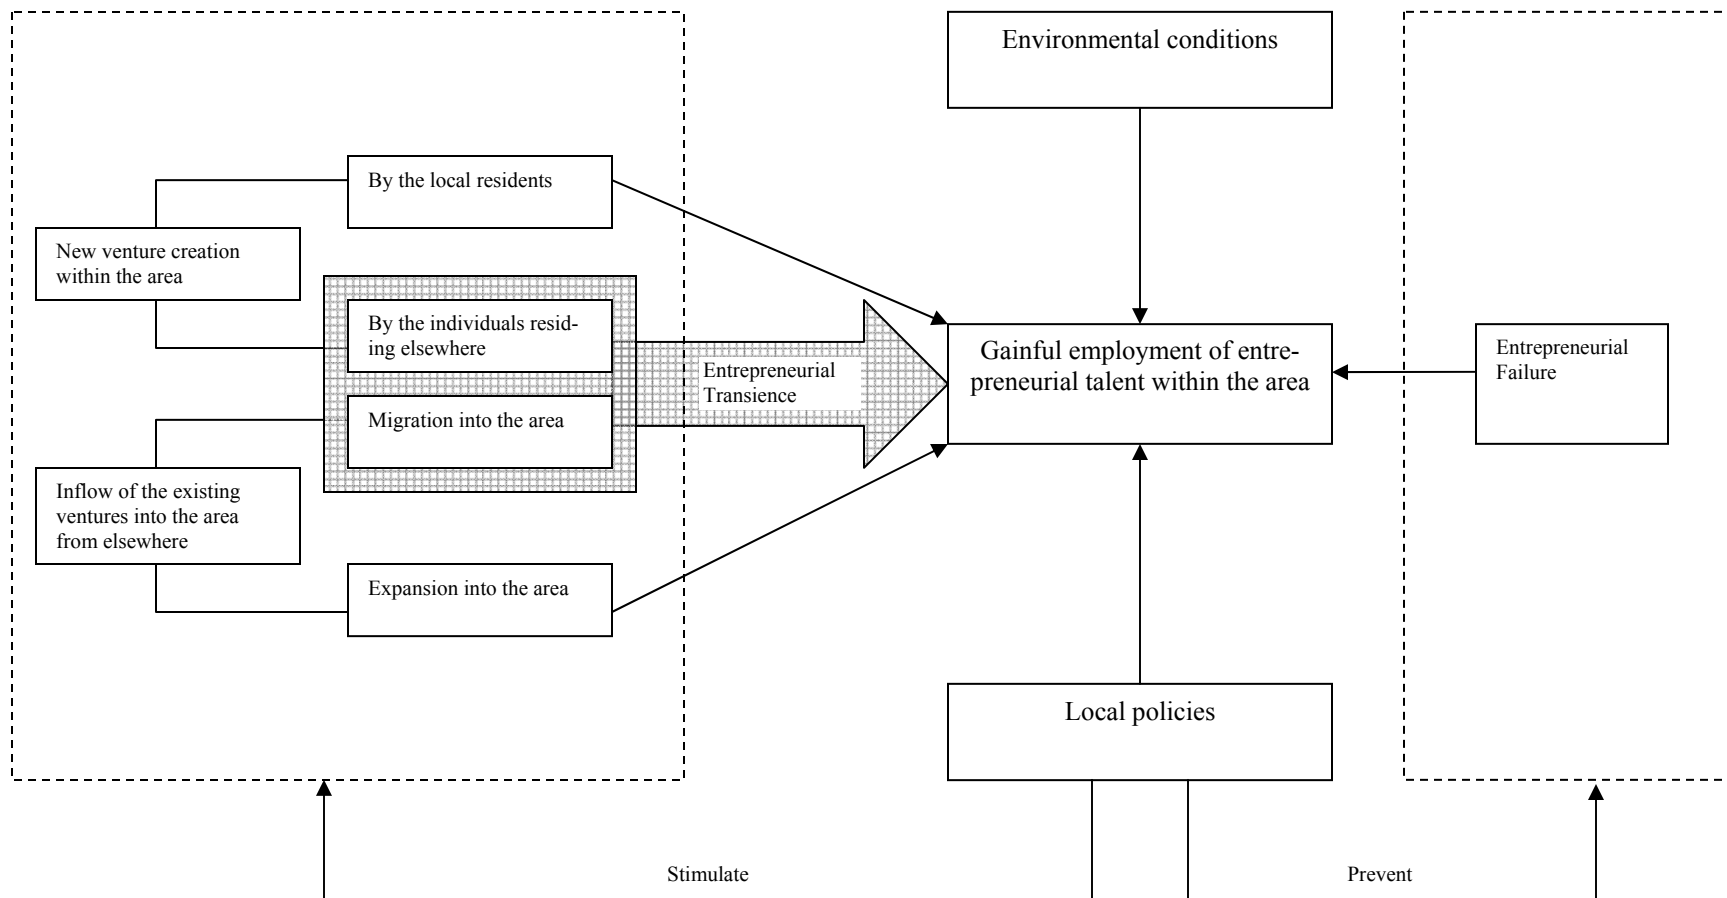 Environmental conditions
By the local residents
New venture creation
within the area
By the individuals resid-
ing elsewhere
Migration into the area
Inflow of the existing
ventures into the area
from elsewhere
Expansion into the area
Entrepreneurial
Transience
Gainful employment of entre-
preneurial talent within the area
Entrepreneurial
Failure
Local policies
Stimulate
Prevent